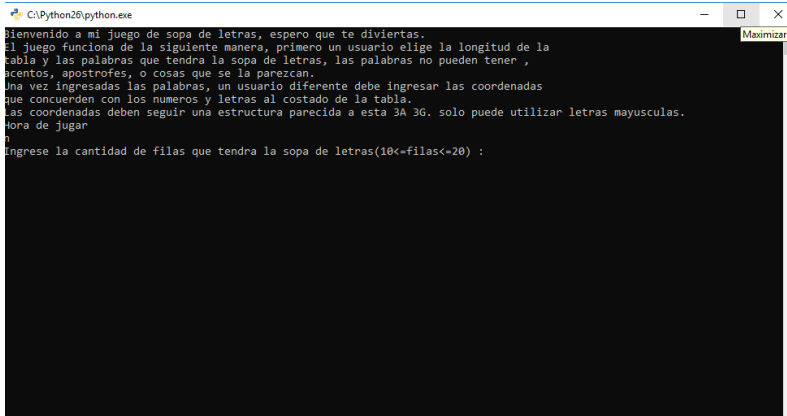 C:\Python26\python.exe
Maximizar
Bienvenido a mi juego de sopa de letras, espero que te diviertas.
El juego funciona de la siguiente manera, primero un usuario elige la longitud de la
tabla y las palabras que tendra la sopa de letras, las palabras no pueden tener ,
acentos, apostrofes, o cosas que se la parezcan.
Una vez ingresadas las palabras, un usuario diferente debe ingresar las coordenadas
que concuerden con los numeros y letras al costado de la tabla.
Las coordenadas deben seguir una estructura parecida a esta 3A 3G. solo puede utilizar letras mayusculas.
Hora de jugar
n
Ingrese la cantidad de filas que tendra la sopa de letras(10<=filas<=20) :